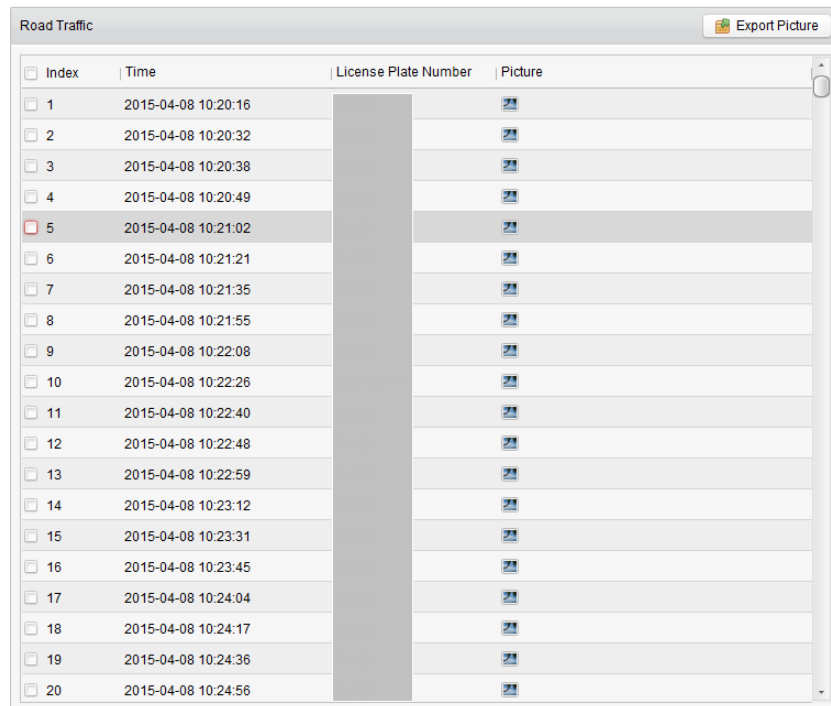 Road Traffic Export Picture
Index Time License Plate Number Picture
1 2015-04-08 10:20:16
2 2015-04-08 10:20:32
3 2015-04-08 10:20:38
4 2015-04-08 10:20:49
5 2015-04-08 10:21:02
6 2015-04-08 10:21:21
7 2015-04-08 10:21:35
8 2015-04-08 10:21:55
9 2015-04-08 10:22:08
10 2015-04-08 10:22:26
11 2015-04-08 10:22:40
12 2015-04-08 10:22:48
13 2015-04-08 10:22:59
14 2015-04-08 10:23:12
15 2015-04-08 10:23:31
16 2015-04-08 10:23:45
17 2015-04-08 10:24:04
18 2015-04-08 10:24:17
19 2015-04-08 10:24:36
20 2015-04-08 10:24:56